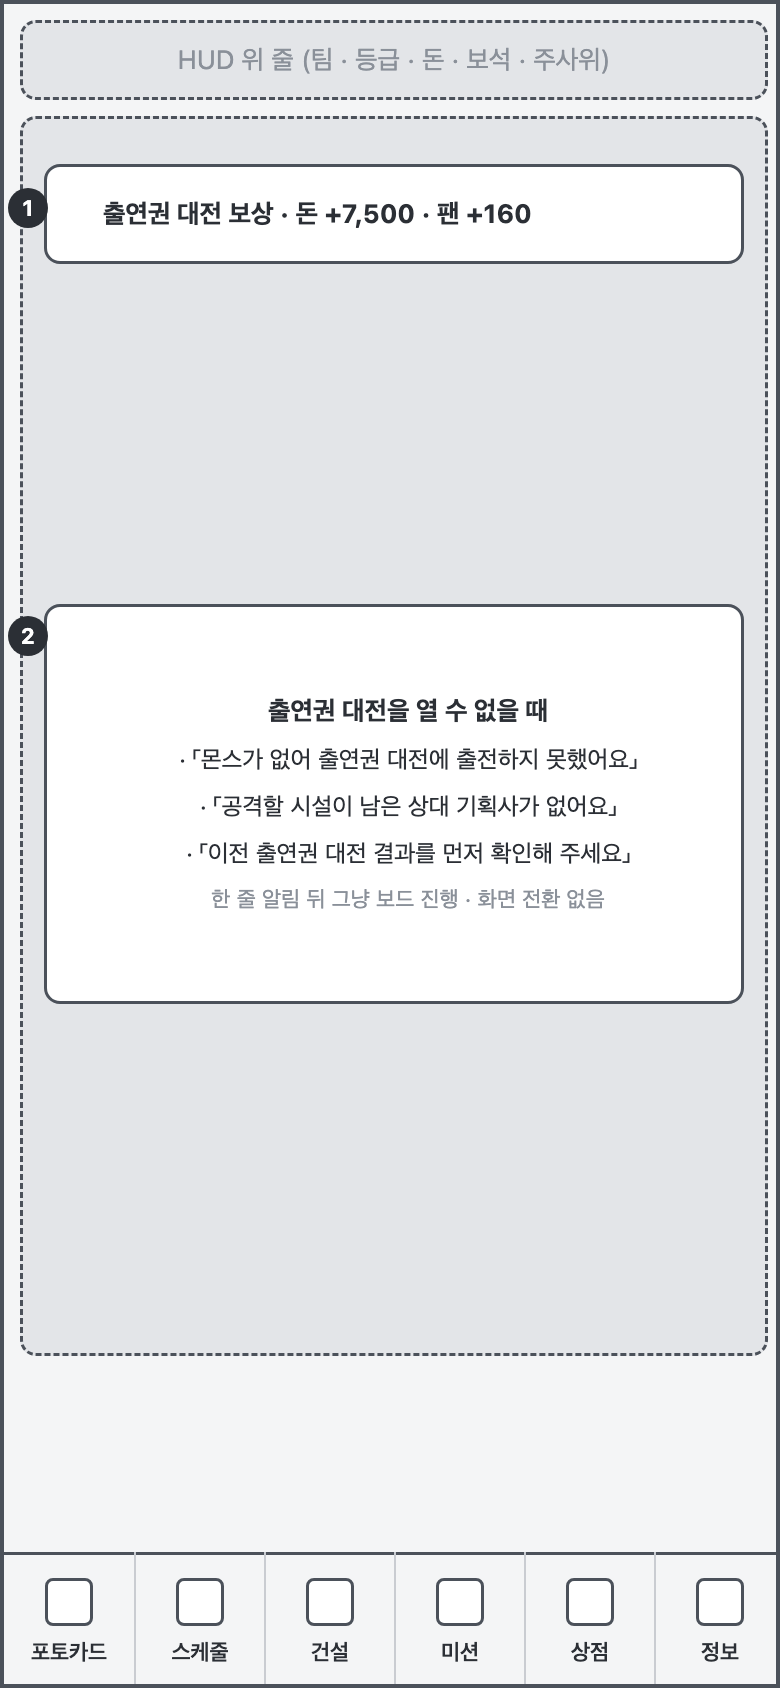 HUD 위 줄 (팀 · 등급 · 돈 · 보석 · 주사위)
1
출연권 대전 보상 · 돈 +7,500 · 팬 +160
2
출연권 대전을 열 수 없을 때
· 「몬스가 없어 출연권 대전에 출전하지 못했어요」
· 「공격할 시설이 남은 상대 기획사가 없어요」
· 「이전 출연권 대전 결과를 먼저 확인해 주세요」
한 줄 알림 뒤 그냥 보드 진행 · 화면 전환 없음
포토카드
스케줄
건설
미션
상점
정보